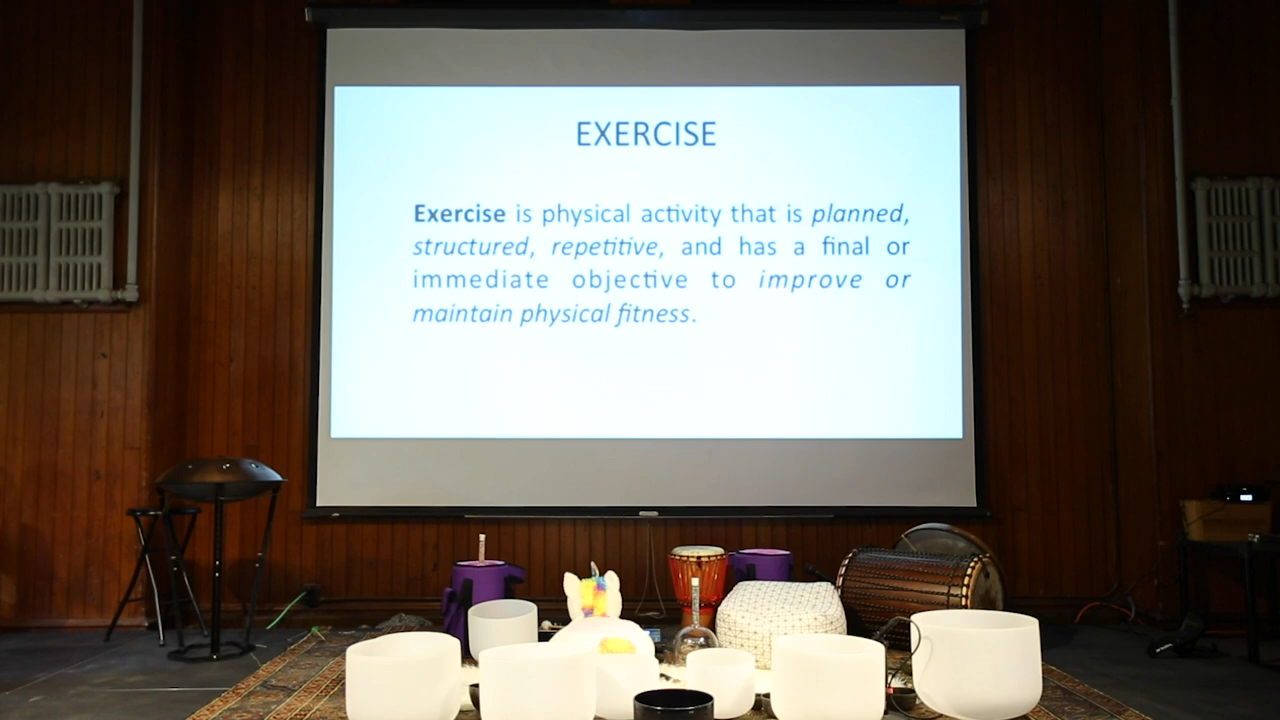 EXERCISE
Exercise is physical activity that is planned,
structured, repetitive, and has a final or
immediate objective to improve or
maintain physical fitness.